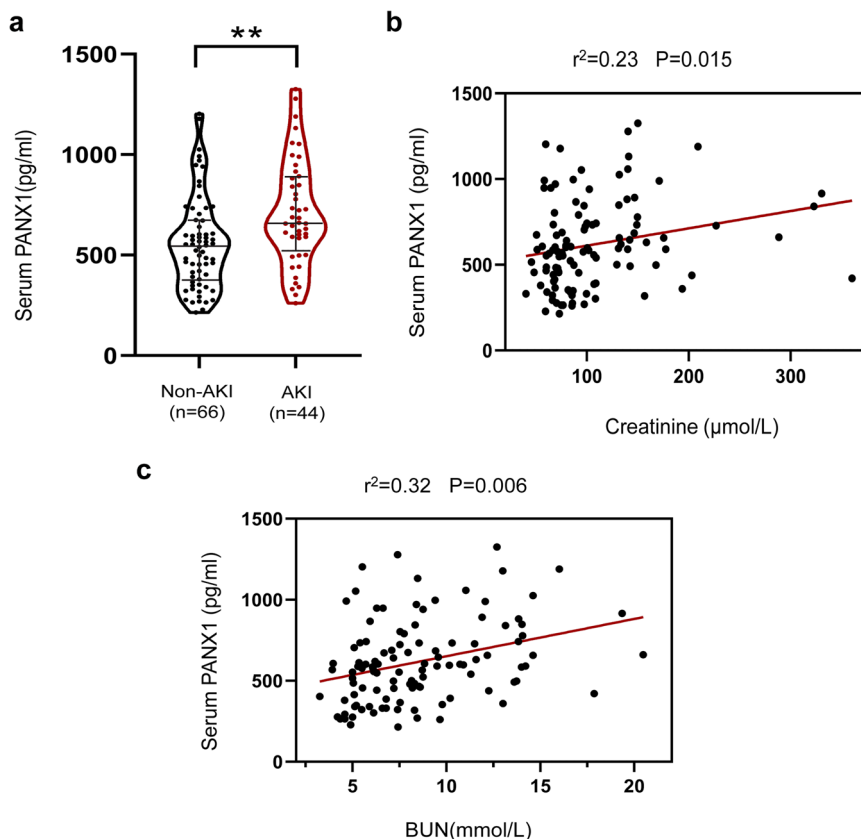 a
**
1500
1000
500
0
Serum PANX1(pg/ml)
Non-AKI
(n=66)
AKI
(n=44)
b
r²=0.23 P=0.015
1500
1000
500
0
Serum PANX1 (pg/ml)
100 200 300
Creatinine (μmol/L)
c
r²=0.32 P=0.006
1500
1000
500
0
Serum PANX1 (pg/ml)
5 10 15 20
BUN(mmol/L)